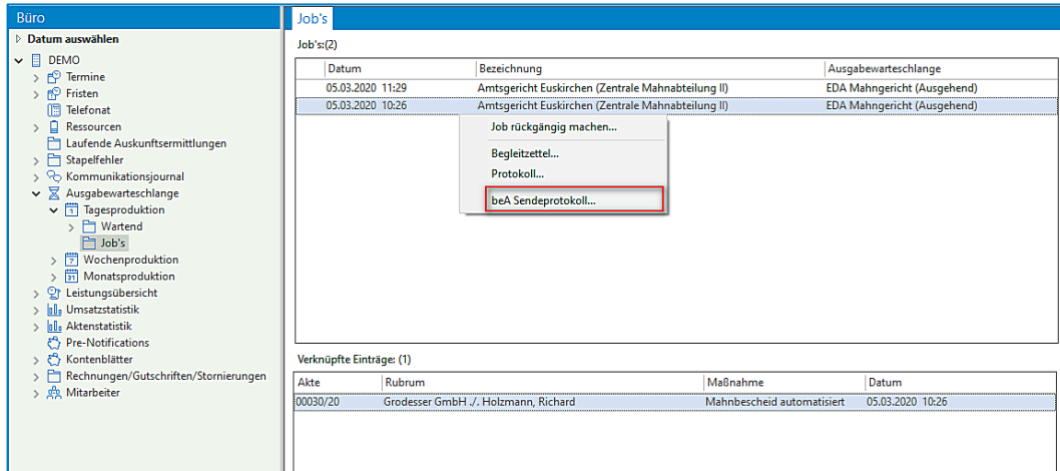 Büro
Datum auswählen
DEMO
Termine
Fristen
Telefonat
Ressourcen
Laufende Auskunftsermittlungen
Stapelfehler
Kommunikationsjournal
Ausgabewarteschlange
Tagesproduktion
Wartend
Job's
Wochenproduktion
Monatsproduktion
Leistungsübersicht
Umsatzstatistik
Aktenstatistik
Pre-Notifications
Kontenblätter
Rechnungen/Gutschriften/Stornierungen
Mitarbeiter
Job's
Job's:(2)
Datum Bezeichnung Ausgabewarteschlange
05.03.2020 11:29 Amtsgericht Euskirchen (Zentrale Mahnabteilung II) EDA Mahngericht (Ausgehend)
05.03.2020 10:26 Amtsgericht Euskirchen (Zentrale Mahnabteilung II) EDA Mahngericht (Ausgehend)
Job rückgängig machen...
Begleitzettel...
Protokoll...
beA Sendeprotokoll...
Verknüpfte Einträge: (1)
Akte Rubrum Maßnahme Datum
00030/20 Grodesser GmbH ./. Holzmann, Richard Mahnbescheid automatisiert 05.03.2020 10:26